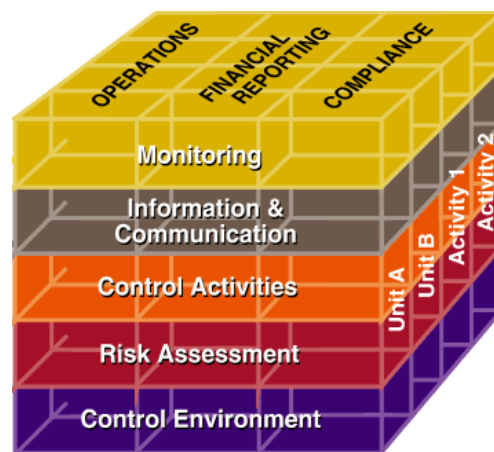 OPERATIONS
FINANCIAL
REPORTING
COMPLIANCE
Monitoring
Information &
Communication
Control Activities
Risk Assessment
Control Environment
Unit A
Unit B
Activity 1
Activity 2